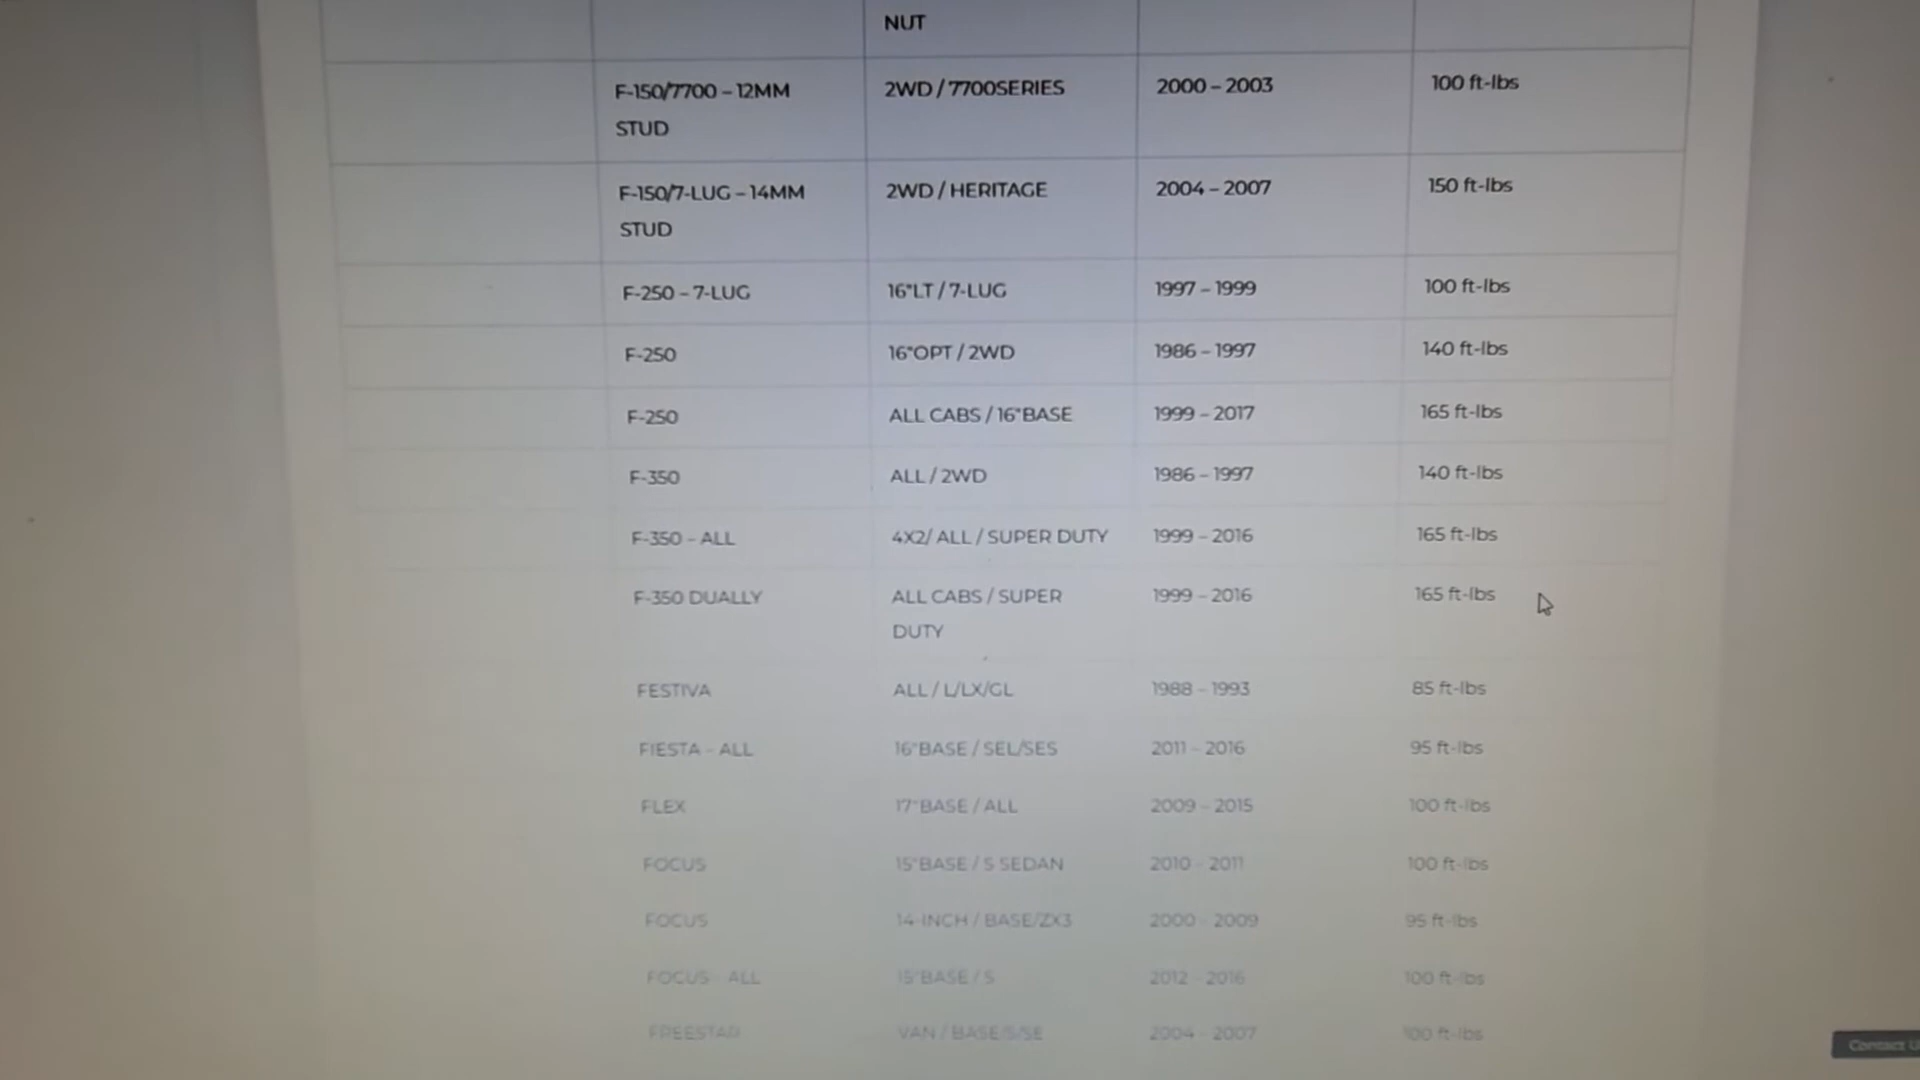 NUT
F-150/7700 – 12MM STUD 2WD / 7700SERIES 2000 – 2003 100 ft-lbs
F-150/7-LUG – 14MM STUD 2WD / HERITAGE 2004 – 2007 150 ft-lbs
F-250 – 7-LUG 16"LT / 7-LUG 1997 – 1999 100 ft-lbs
F-250 16"OPT / 2WD 1986 – 1997 140 ft-lbs
F-250 ALL CABS / 16"BASE 1999 – 2017 165 ft-lbs
F-350 ALL / 2WD 1986 – 1997 140 ft-lbs
F-350 – ALL 4X2/ ALL / SUPER DUTY 1999 – 2016 165 ft-lbs
F-350 DUALLY ALL CABS / SUPER DUTY 1999 – 2016 165 ft-lbs
FESTIVA ALL / L/LX/GL 1988 – 1993 85 ft-lbs
FIESTA – ALL 16"BASE / SEL/SES 2011 – 2016 95 ft-lbs
FLEX 17"BASE / ALL 2009 – 2015 100 ft-lbs
FOCUS 15"BASE / S SEDAN 2010 – 2011 100 ft-lbs
FOCUS 14-INCH / BASE/ZX3 2000 – 2009 95 ft-lbs
FOCUS – ALL 15"BASE / S 2012 – 2016 100 ft-lbs
FREESTAR VAN / BASE/S/SE 2004 – 2007 100 ft-lbs
Contact